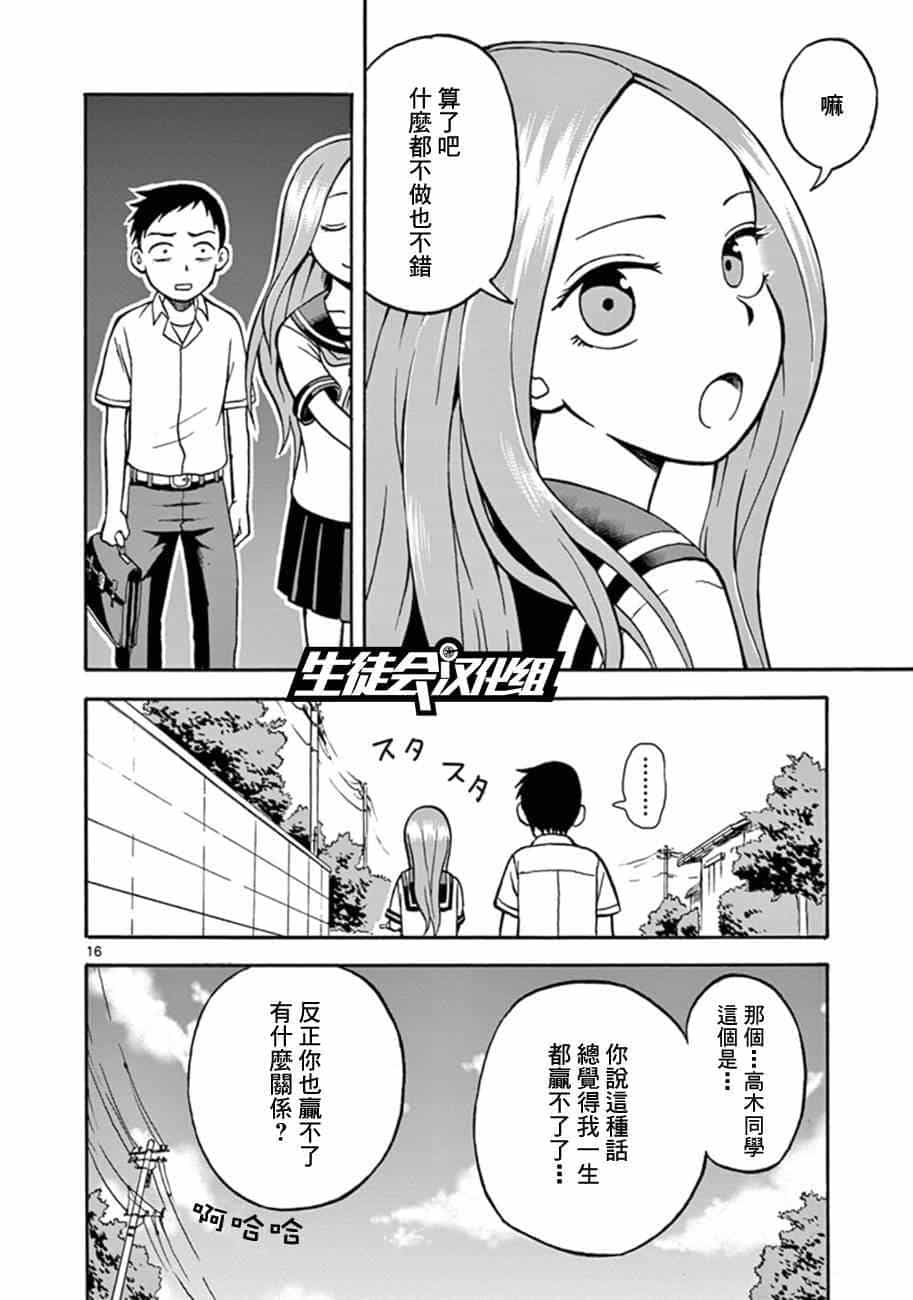 嘛
算了吧
什麼都不做也不錯
生徒会汉化组
スタ
スタ
………
16
那個…高木同學
這個是…
你說這種話
總覺得我一生
都贏不了了…
反正你也贏不了
有什麼關係？
啊哈哈